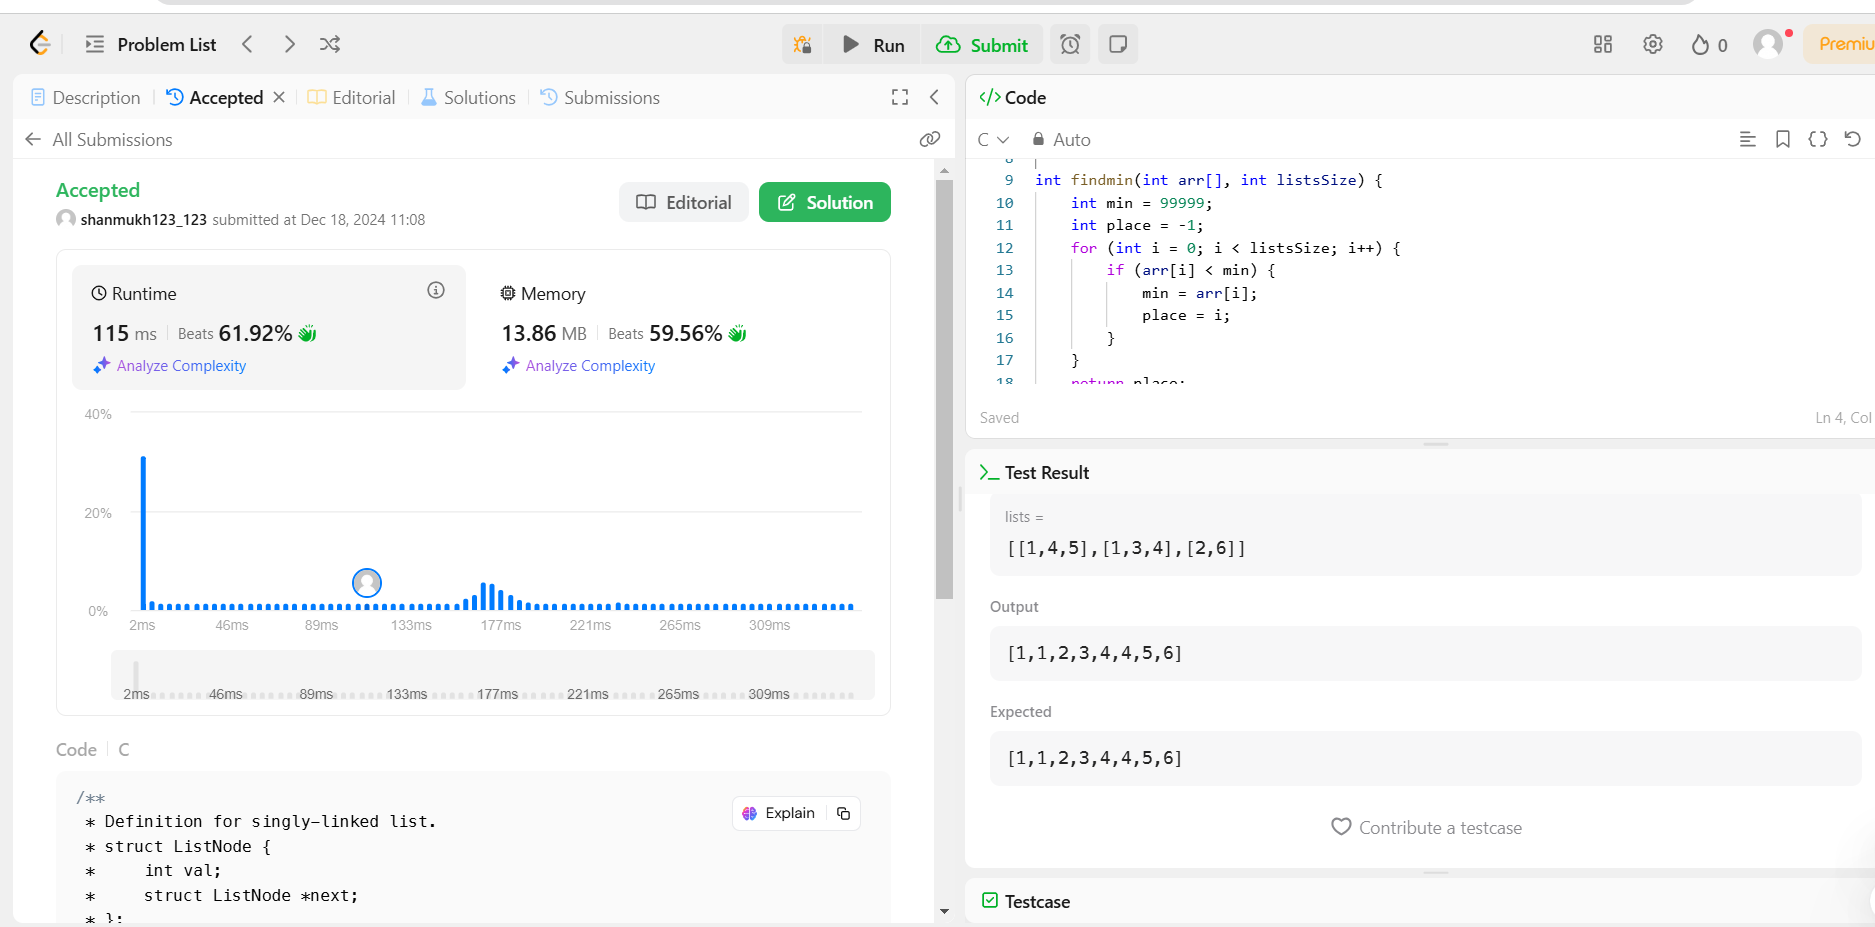 Problem List
Run
Submit
0
Premiu
Description
Accepted
Editorial
Solutions
Submissions
All Submissions
Accepted
shanmukh123_123 submitted at Dec 18, 2024 11:08
Editorial
Solution
Runtime
115 ms
Beats 61.92%
Analyze Complexity
Memory
13.86 MB
Beats 59.56%
Analyze Complexity
40%
20%
0%
2ms 46ms 89ms 133ms 177ms 221ms 265ms 309ms
2ms 46ms 89ms 133ms 177ms 221ms 265ms 309ms
Code C
/**
* Definition for singly-linked list.
* struct ListNode {
*     int val;
*     struct ListNode *next;
* };
Explain
Code
C
Auto
8
9 int findmin(int arr[], int listsSize) {
10     int min = 99999;
11     int place = -1;
12     for (int i = 0; i < listsSize; i++) {
13         if (arr[i] < min) {
14             min = arr[i];
15             place = i;
16         }
17     }
18     return place;
Saved
Ln 4, Col
Test Result
lists =
[[1,4,5],[1,3,4],[2,6]]
Output
[1,1,2,3,4,4,5,6]
Expected
[1,1,2,3,4,4,5,6]
Contribute a testcase
Testcase